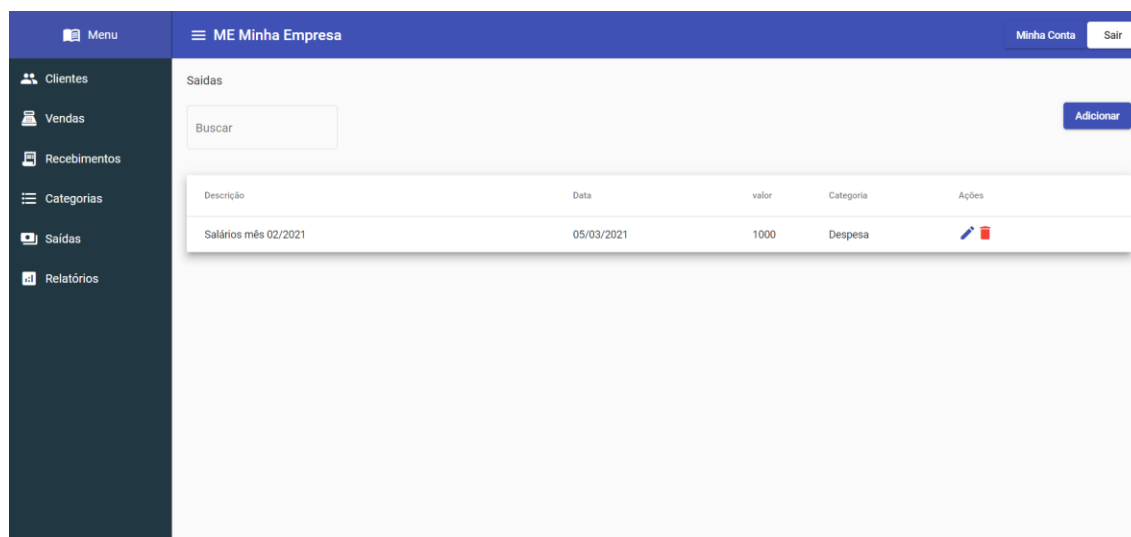 Menu
ME Minha Empresa
Minha Conta
Sair
Clientes
Vendas
Recebimentos
Categorias
Saídas
Relatórios
Saidas
Buscar
Adicionar
Descrição Data valor Categoria Ações
Salários mês 02/2021 05/03/2021 1000 Despesa